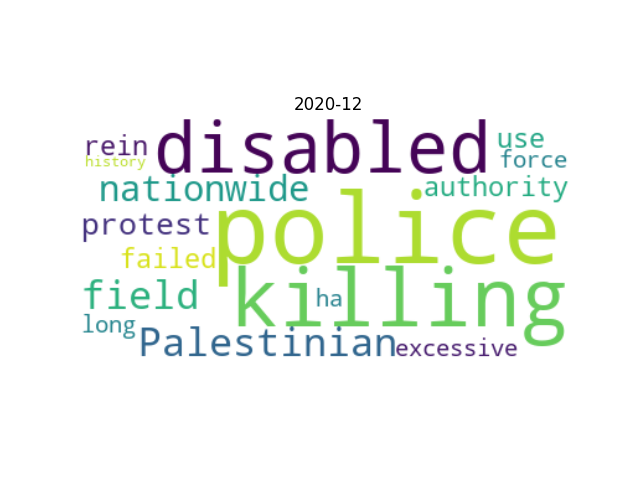 2020-12
rein disabled use
history force
nationwide authority
protest police
failed
field killing ha
long Palestinian excessive